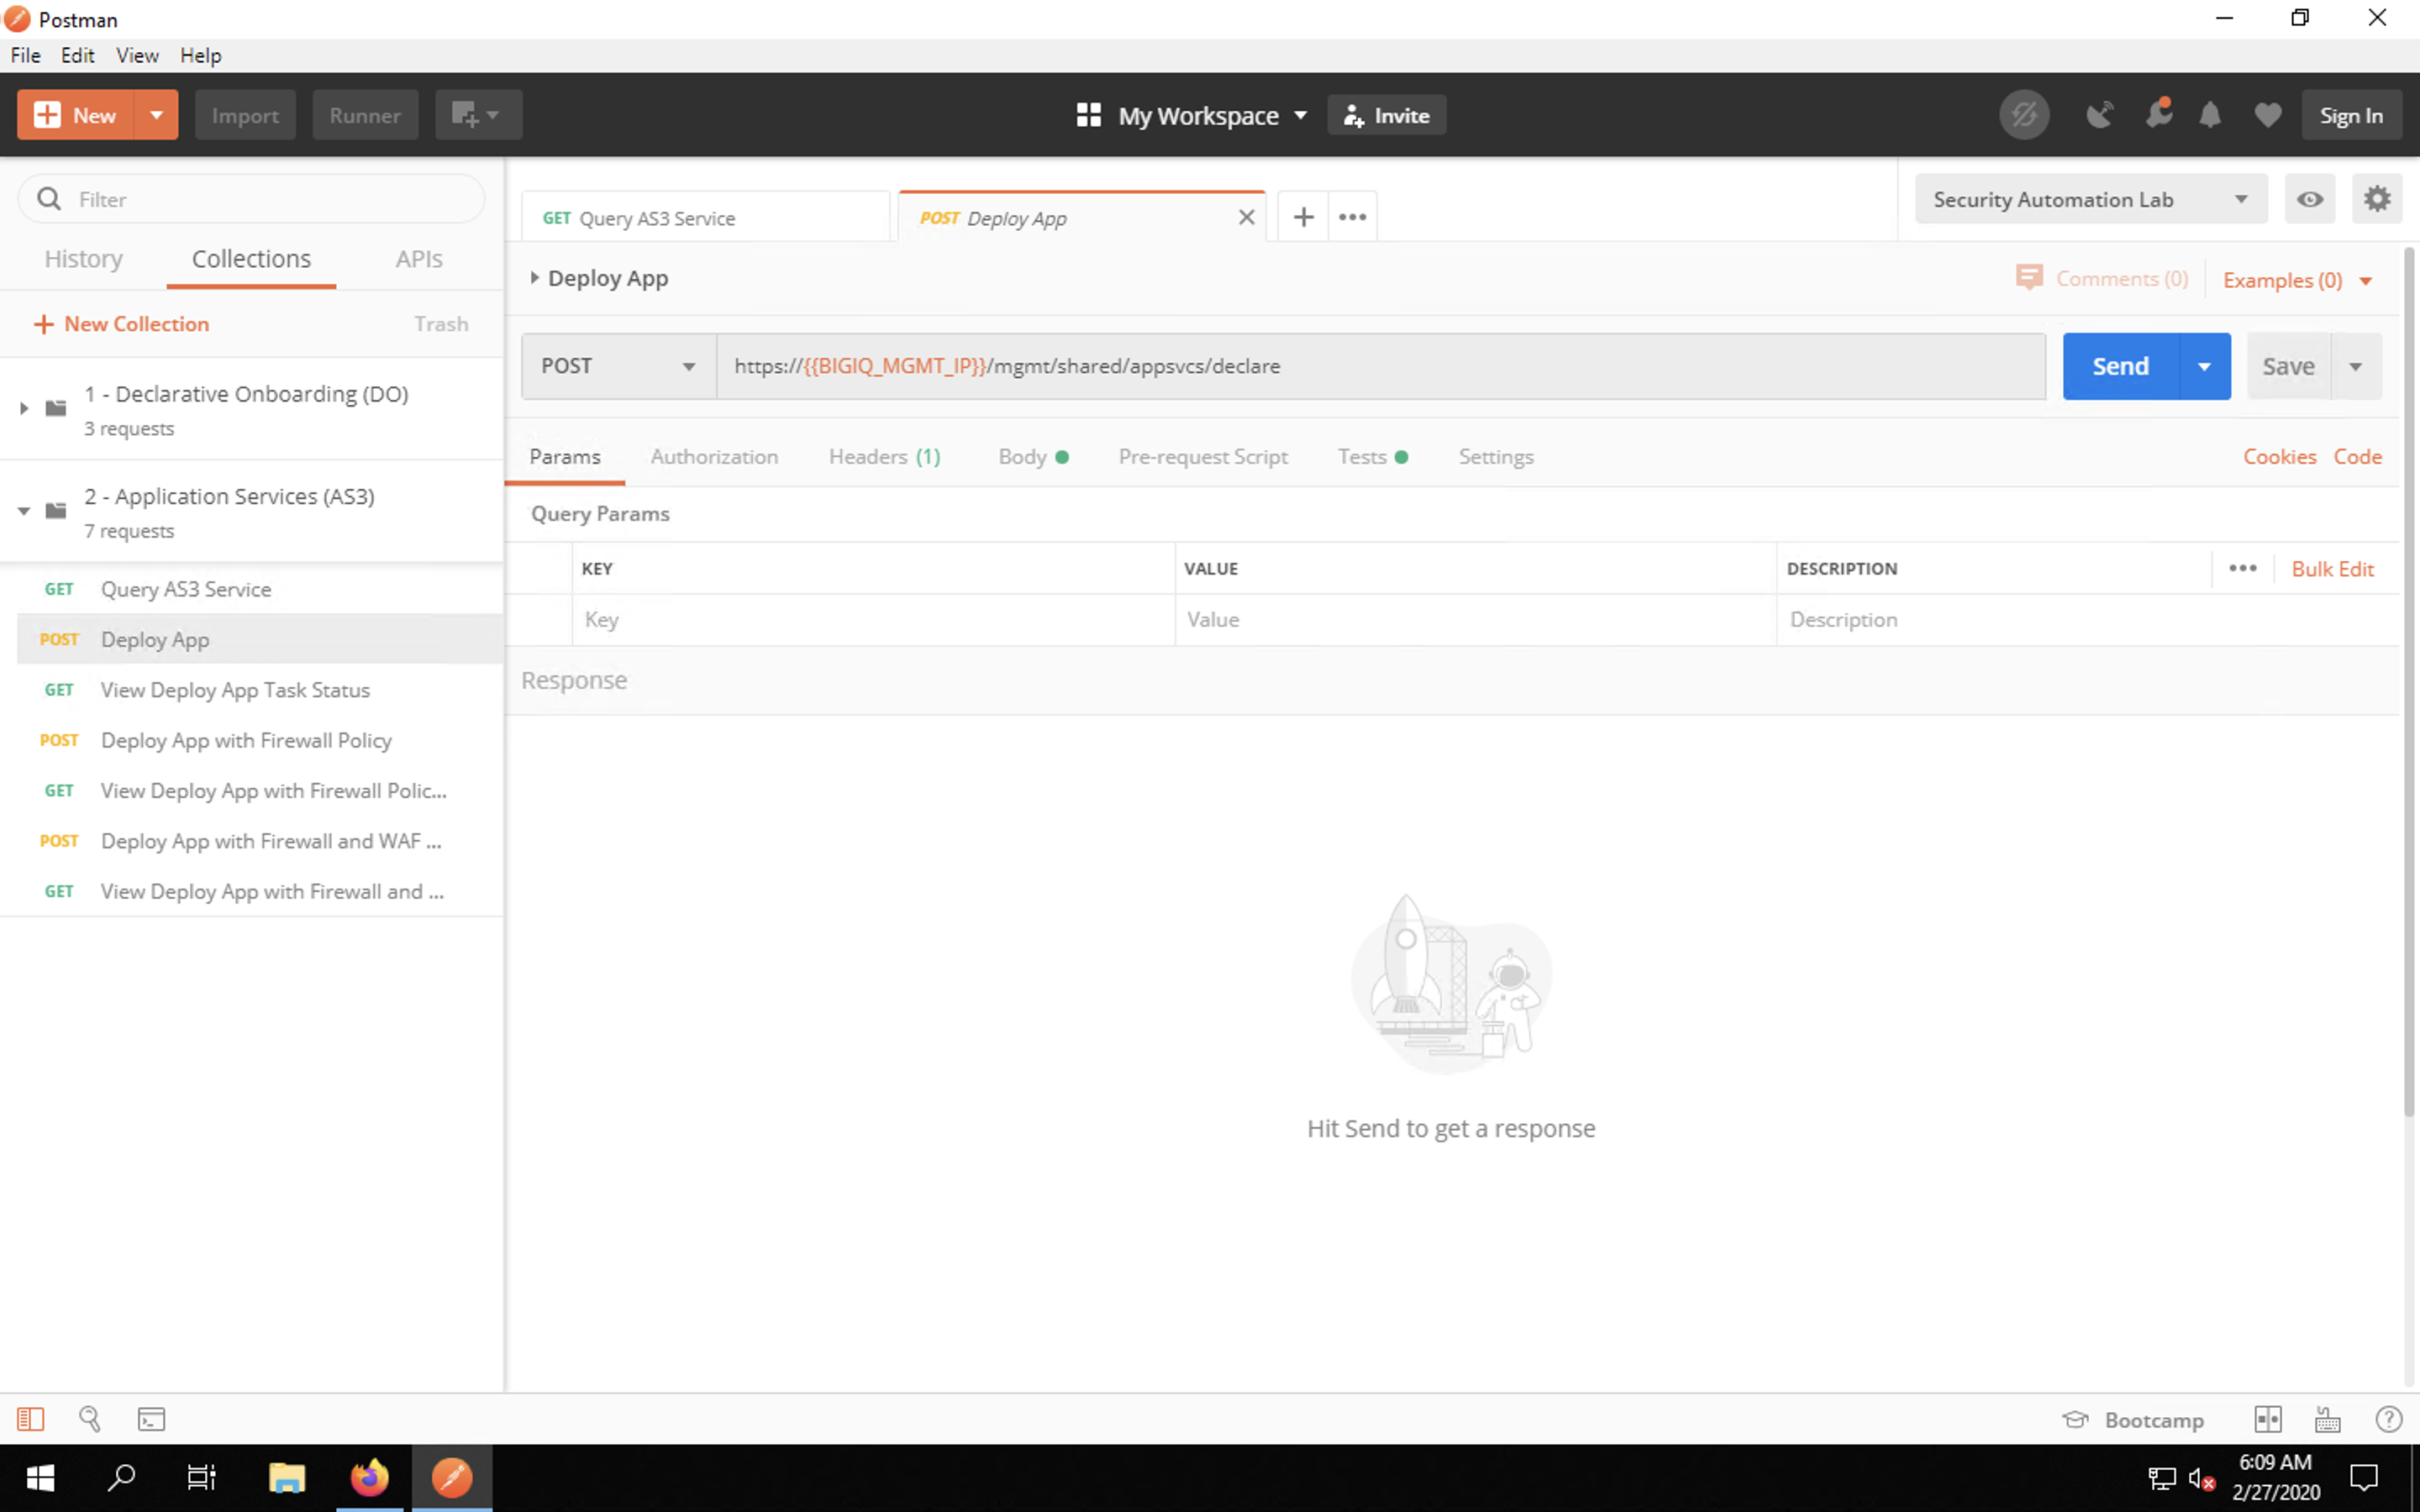 Postman
File Edit View Help
New Import Runner My Workspace Invite Sign In
Filter
History Collections APIs
New Collection Trash
1 - Declarative Onboarding (DO)
3 requests
2 - Application Services (AS3)
7 requests
GET Query AS3 Service
POST Deploy App
GET View Deploy App Task Status
POST Deploy App with Firewall Policy
GET View Deploy App with Firewall Polic...
POST Deploy App with Firewall and WAF ...
GET View Deploy App with Firewall and ...
GET Query AS3 Service POST Deploy App
Security Automation Lab
Deploy App Comments (0) Examples (0)
POST https://{{BIGIQ_MGMT_IP}}/mgmt/shared/appsvcs/declare Send Save
Params Authorization Headers (1) Body Pre-request Script Tests Settings Cookies Code
Query Params
KEY VALUE DESCRIPTION Bulk Edit
Key Value Description
Response
Hit Send to get a response
Bootcamp
6:09 AM
2/27/2020